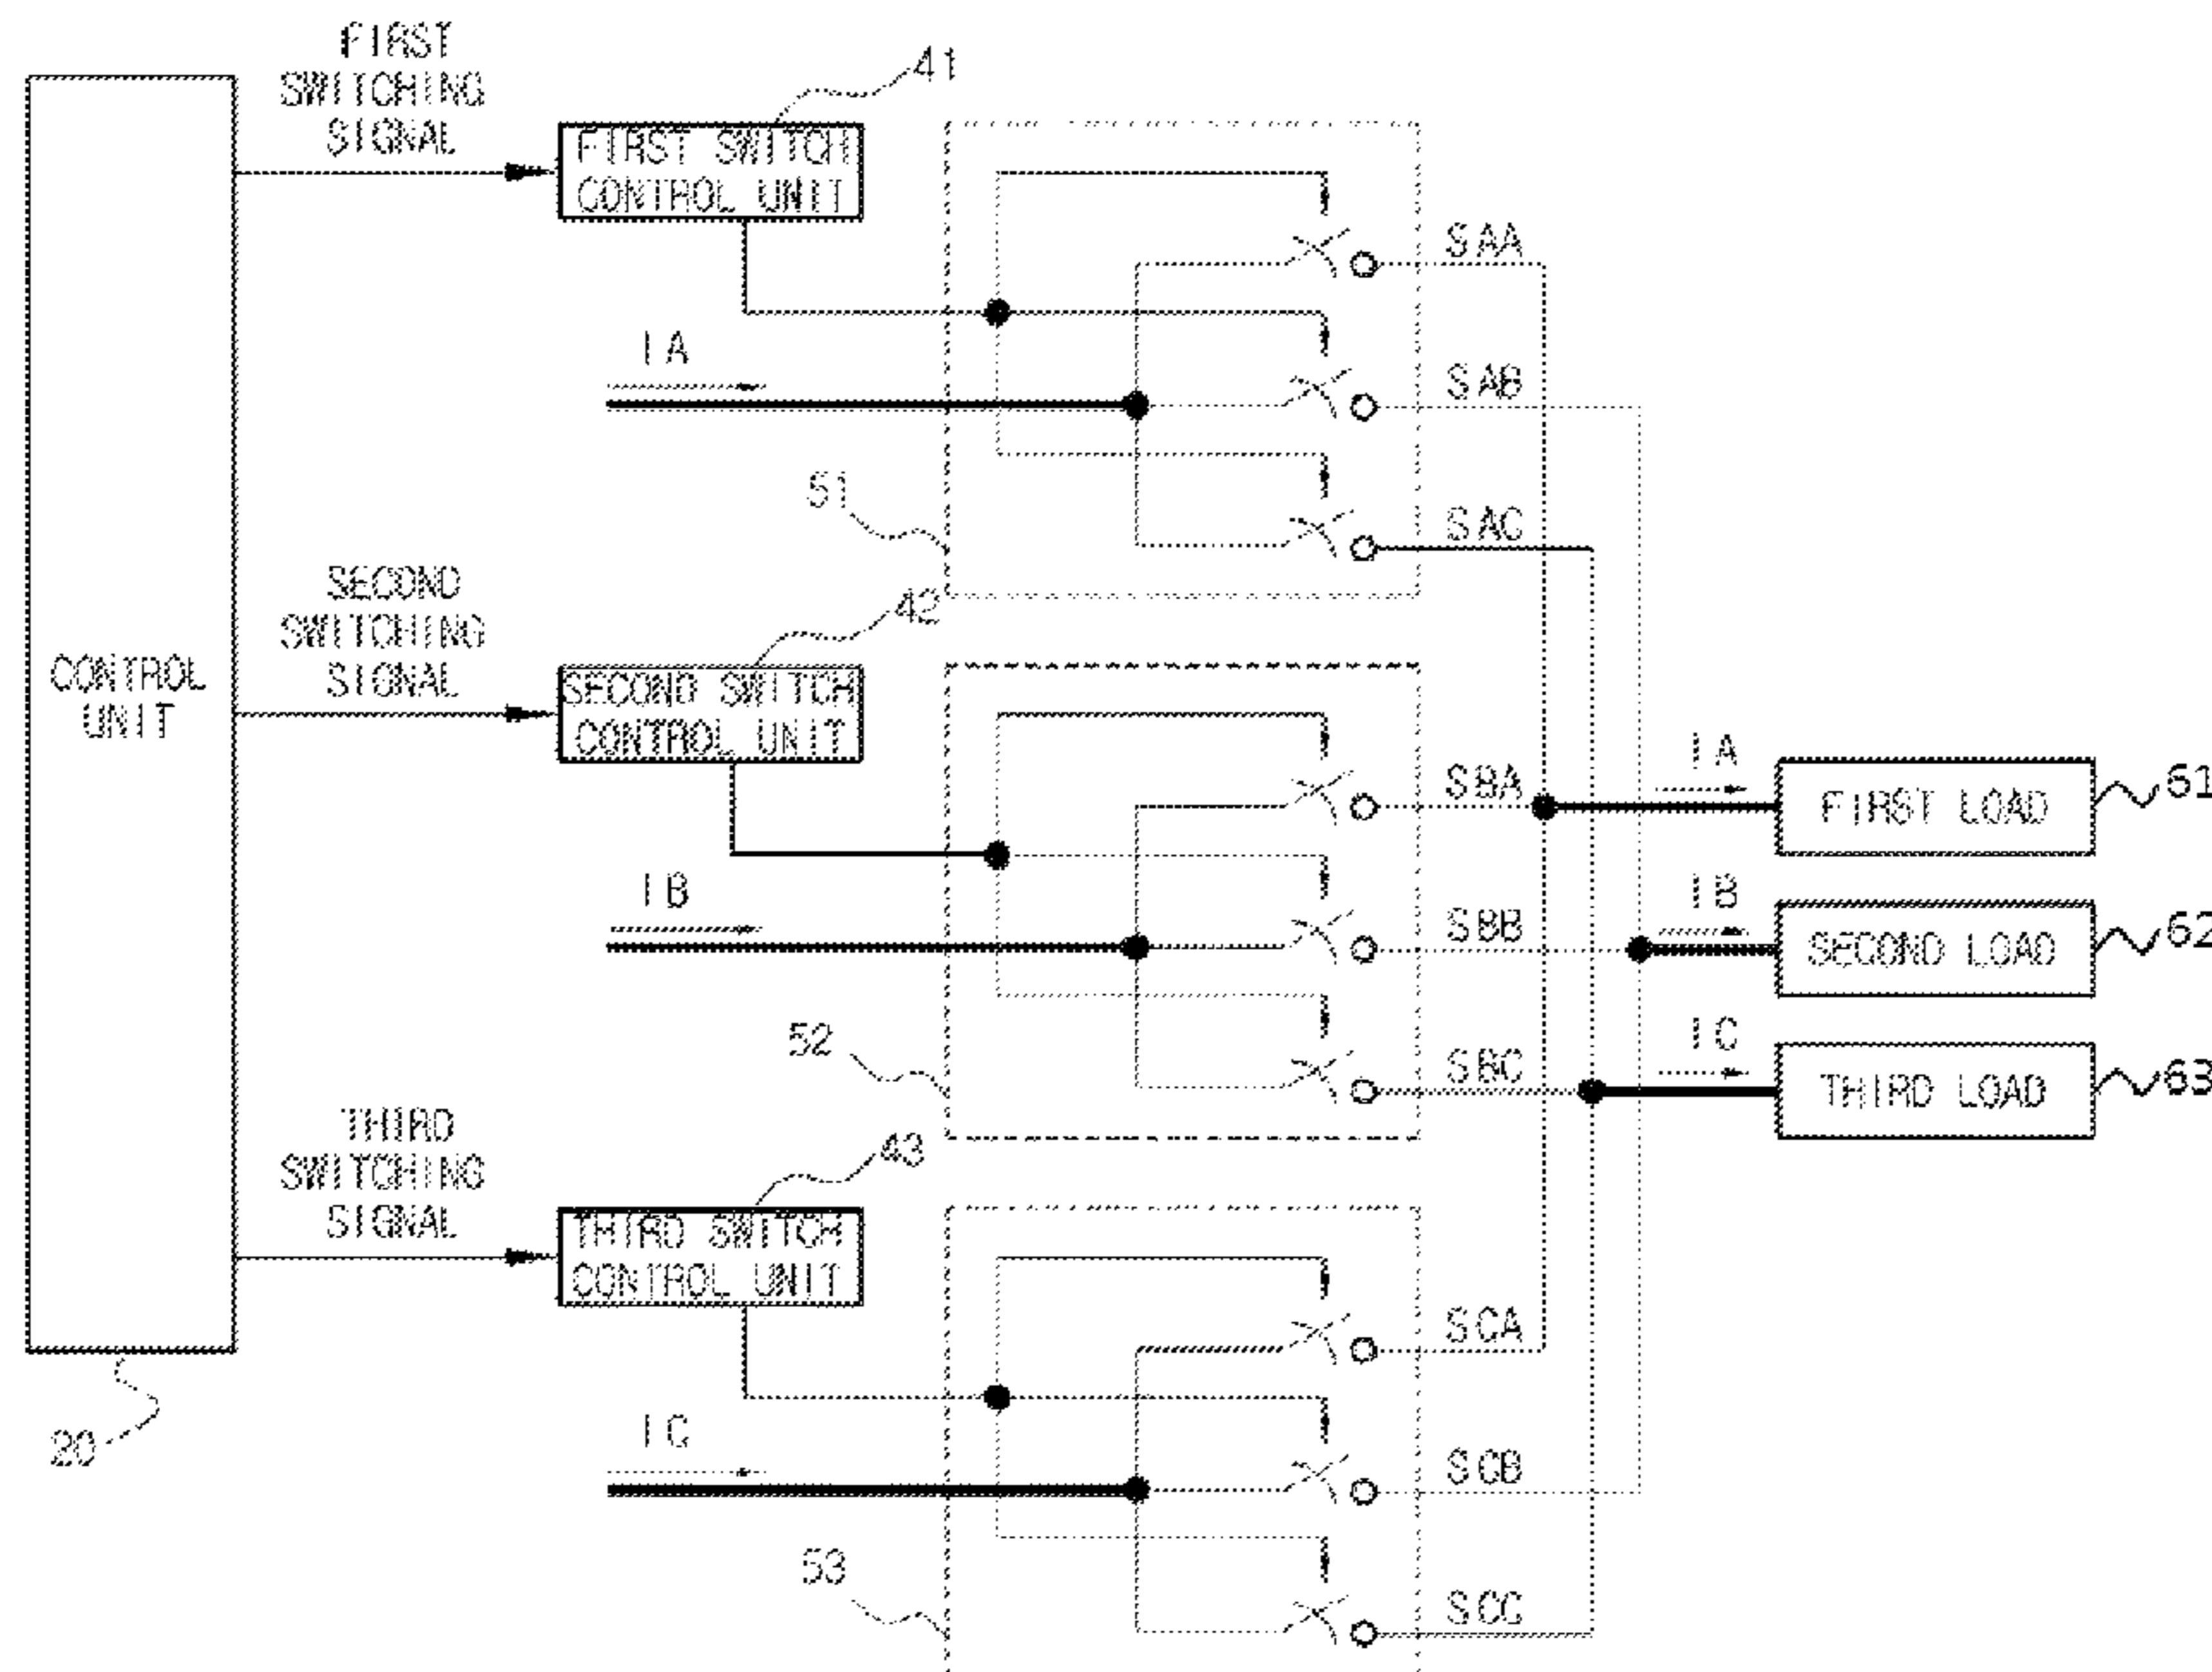 FIRST
SWITCHING
SIGNAL
41
FIRST SWITCH
CONTROL UNIT
SAA
IA
SAB
51
SAC
SECOND
SWITCHING
SIGNAL
42
CONTROL
UNIT
SECOND SWITCH
CONTROL UNIT
SBA
IA
FIRST LOAD
61
IB
SBB
IB
SECOND LOAD
62
52
SBC
IC
THIRD LOAD
63
THIRD
SWITCHING
SIGNAL
43
THIRD SWITCH
CONTROL UNIT
SCA
20
IC
SCB
53
SCC